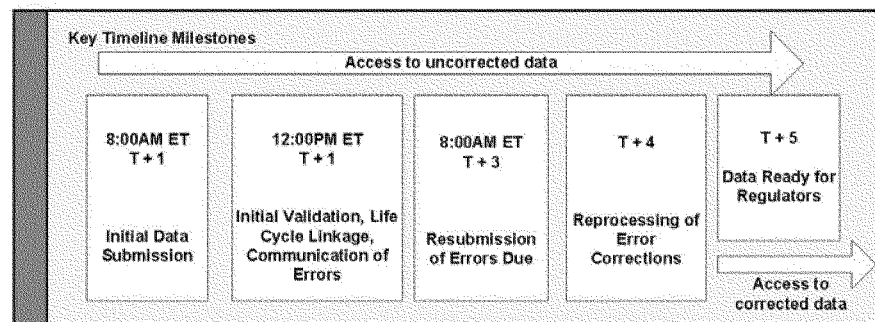 Key Timeline Milestones
Access to uncorrected data
8:00AM ET
T + 1
Initial Data
Submission
12:00PM ET
T + 1
Initial Validation, Life
Cycle Linkage,
Communication of
Errors
8:00AM ET
T + 3
Resubmission
of Errors Due
T + 4
Reprocessing of
Error
Corrections
T + 5
Data Ready for
Regulators
Access to
corrected data